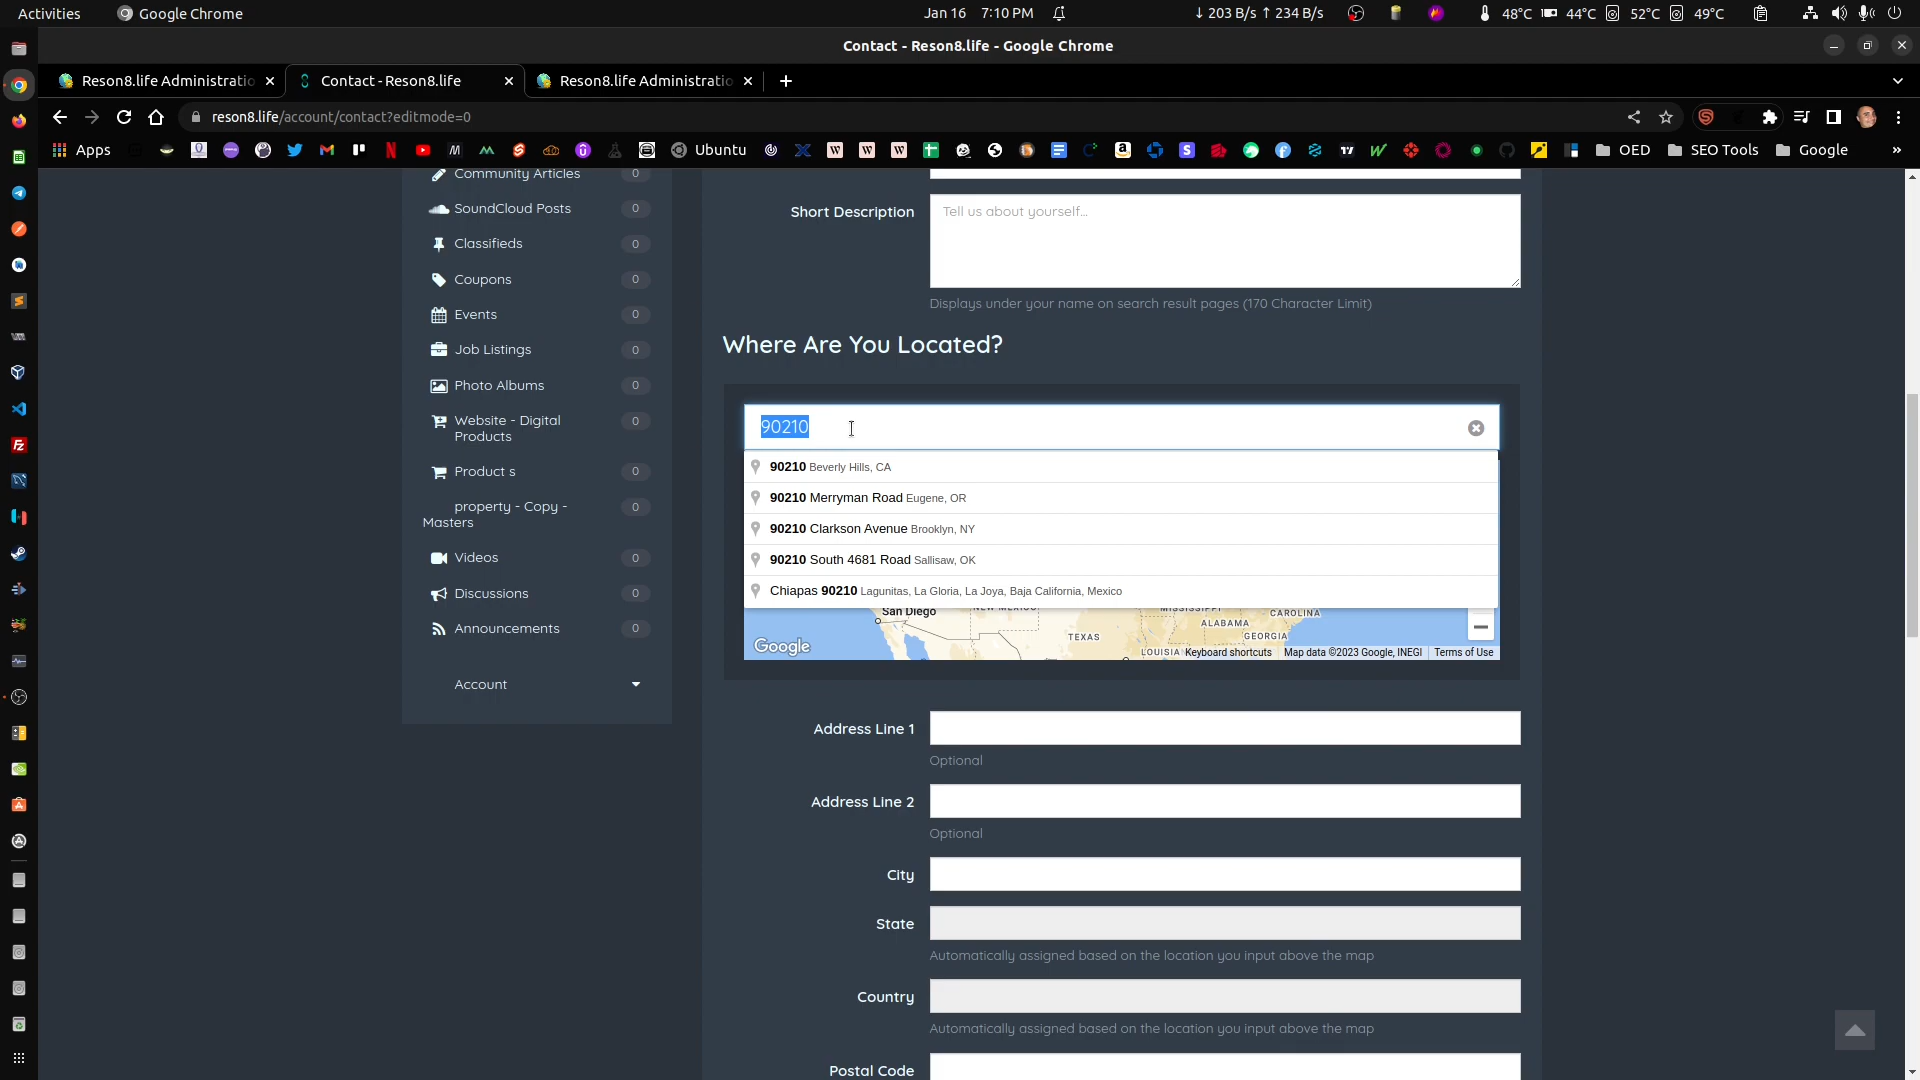 Activities
Google Chrome
Jan 16 7:10 PM
↓ 203 B/s ↑ 234 B/s
48°C
44°C
52°C
49°C
Contact - Reson8.life - Google Chrome
Reson8.life Administratio
Contact - Reson8.life
Reson8.life Administratio
reson8.life/account/contact?editmode=0
Apps
Ubuntu
OED
SEO Tools
Google
»
Community Articles 0
SoundCloud Posts 0
Classifieds 0
Coupons 0
Events 0
Job Listings 0
Photo Albums 0
Website - Digital 0
Products
Product s 0
property - Copy - 0
Masters
Videos 0
Discussions 0
Announcements 0
Account
Short Description
Tell us about yourself...
Displays under your name on search result pages (170 Character Limit)
Where Are You Located?
90210
90210 Beverly Hills, CA
90210 Merryman Road Eugene, OR
90210 Clarkson Avenue Brooklyn, NY
90210 South 4681 Road Sallisaw, OK
Chiapas 90210 Lagunitas, La Gloria, La Joya, Baja California, Mexico
San Diego
NEW MEXICO
MISSISSIPPI
CAROLINA
ALABAMA
TEXAS
GEORGIA
LOUISIANA
Google
Keyboard shortcuts
Map data ©2023 Google, INEGI
Terms of Use
Address Line 1
Optional
Address Line 2
Optional
City
State
Automatically assigned based on the location you input above the map
Country
Automatically assigned based on the location you input above the map
Postal Code